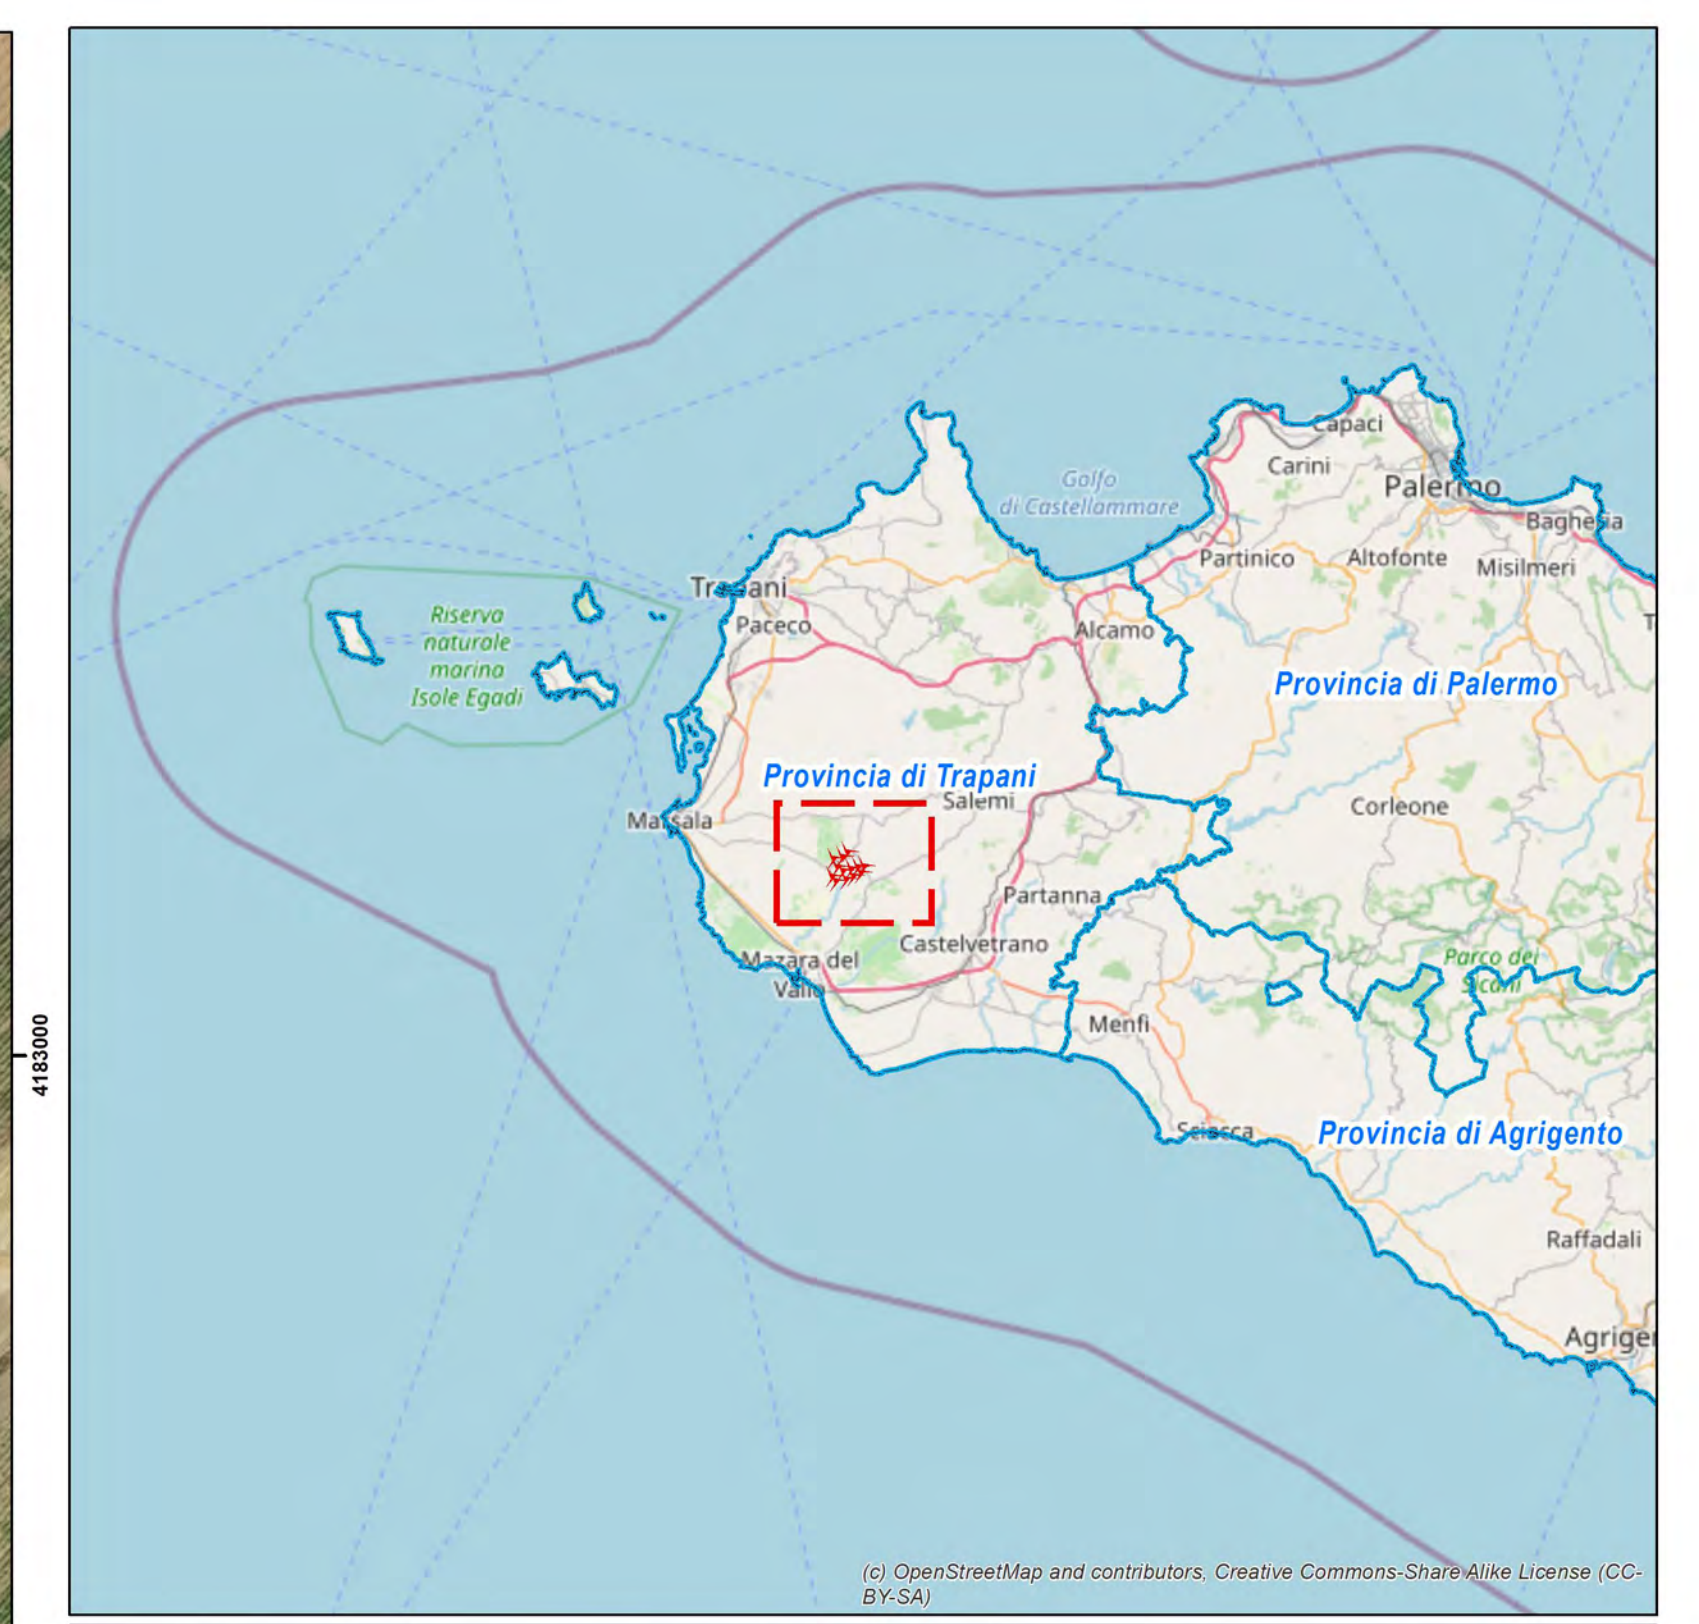 Golfo
di Castellammare
Capaci
Carini
Palermo
Bagheria
Partinico
Altofonte
Misilmeri
Trapani
Paceco
Alcamo
Riserva
naturale
marina
Isole Egadi
Provincia di Palermo
Provincia di Trapani
Salemi
Corleone
Marsala
Partanna
Castelvetrano
Mazara del
Vallo
Parco dei
Sicani
Menfi
4183000
Sciacca
Provincia di Agrigento
Raffadali
Agriger
(c) OpenStreetMap and contributors, Creative Commons-Share Alike License (CC-
BY-SA)